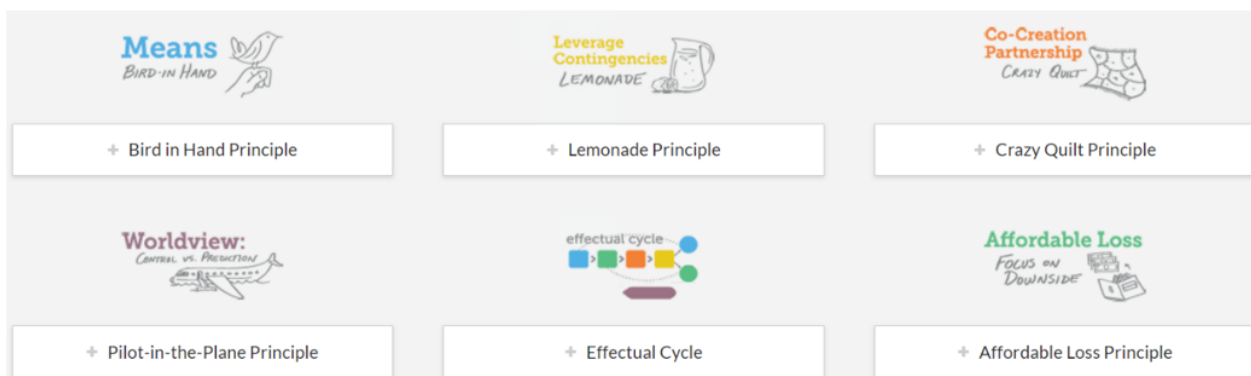 Means
BIRD-IN HAND
Leverage
Contingencies
LEMONADE
Co-Creation
Partnership
CRAZY QUILT
+ Bird in Hand Principle
+ Lemonade Principle
+ Crazy Quilt Principle
Worldview:
CONTROL VS. PREDICTION
effectual cycle
Affordable Loss
FOCUS ON
DOWNSIDE
+ Pilot-in-the-Plane Principle
+ Effectual Cycle
+ Affordable Loss Principle